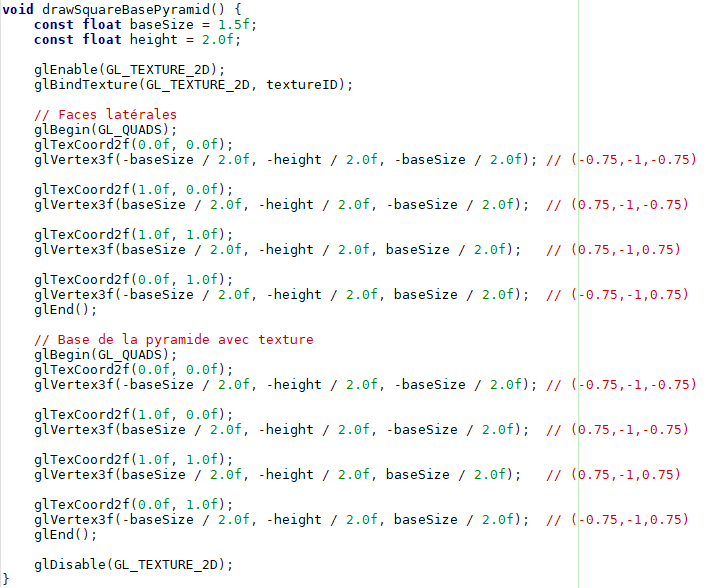 void drawSquareBasePyramid() {
    const float baseSize = 1.5f;
    const float height = 2.0f;

    glEnable(GL_TEXTURE_2D);
    glBindTexture(GL_TEXTURE_2D, textureID);

    // Faces latérales
    glBegin(GL_QUADS);
    glTexCoord2f(0.0f, 0.0f);
    glVertex3f(-baseSize / 2.0f, -height / 2.0f, -baseSize / 2.0f); // (-0.75,-1,-0.75)

    glTexCoord2f(1.0f, 0.0f);
    glVertex3f(baseSize / 2.0f, -height / 2.0f, -baseSize / 2.0f);  // (0.75,-1,-0.75)

    glTexCoord2f(1.0f, 1.0f);
    glVertex3f(baseSize / 2.0f, -height / 2.0f, baseSize / 2.0f);   // (0.75,-1,0.75)

    glTexCoord2f(0.0f, 1.0f);
    glVertex3f(-baseSize / 2.0f, -height / 2.0f, baseSize / 2.0f);  // (-0.75,-1,0.75)
    glEnd();

    // Base de la pyramide avec texture
    glBegin(GL_QUADS);
    glTexCoord2f(0.0f, 0.0f);
    glVertex3f(-baseSize / 2.0f, -height / 2.0f, -baseSize / 2.0f); // (-0.75,-1,-0.75)

    glTexCoord2f(1.0f, 0.0f);
    glVertex3f(baseSize / 2.0f, -height / 2.0f, -baseSize / 2.0f);  // (0.75,-1,-0.75)

    glTexCoord2f(1.0f, 1.0f);
    glVertex3f(baseSize / 2.0f, -height / 2.0f, baseSize / 2.0f);   // (0.75,-1,0.75)

    glTexCoord2f(0.0f, 1.0f);
    glVertex3f(-baseSize / 2.0f, -height / 2.0f, baseSize / 2.0f);  // (-0.75,-1,0.75)
    glEnd();

    glDisable(GL_TEXTURE_2D);
}